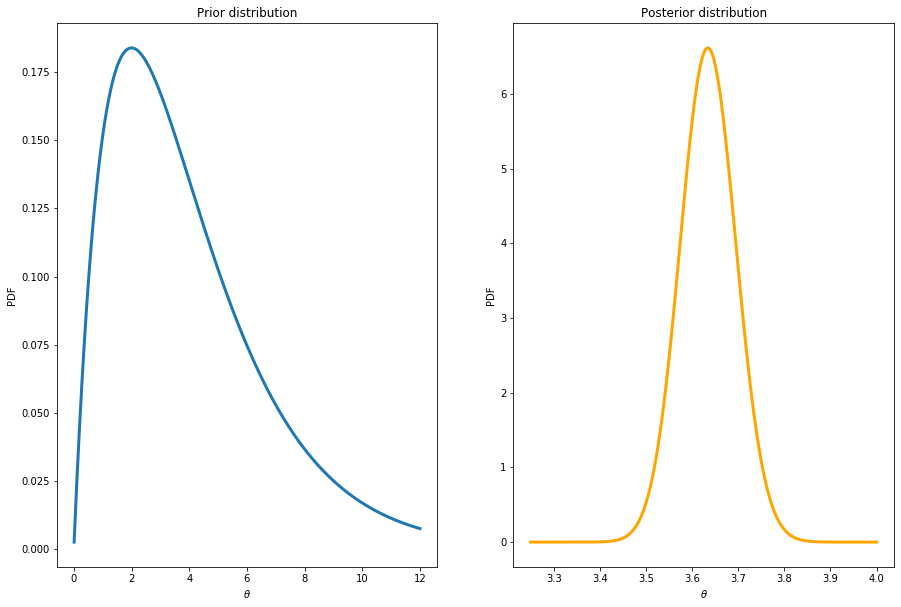 Prior distribution
PDF
0.175
0.150
0.125
0.100
0.075
0.050
0.025
0.000
0 2 4 6 8 10 12
θ
Posterior distribution
PDF
6
5
4
3
2
1
0
3.3 3.4 3.5 3.6 3.7 3.8 3.9 4.0
θ